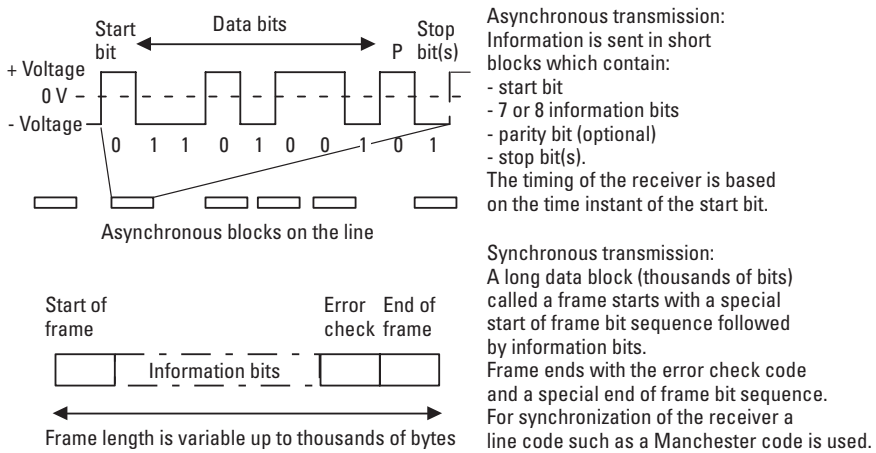 Start bit
Data bits
P
Stop bit(s)
+ Voltage
0 V
- Voltage
0 1 1 0 1 0 0 1 0 1
Asynchronous blocks on the line
Start of frame
Error check
End of frame
Information bits
Frame length is variable up to thousands of bytes
Asynchronous transmission:
Information is sent in short
blocks which contain:
- start bit
- 7 or 8 information bits
- parity bit (optional)
- stop bit(s).
The timing of the receiver is based
on the time instant of the start bit.
Synchronous transmission:
A long data block (thousands of bits)
called a frame starts with a special
start of frame bit sequence followed
by information bits.
Frame ends with the error check code
and a special end of frame bit sequence.
For synchronization of the receiver a
line code such as a Manchester code is used.